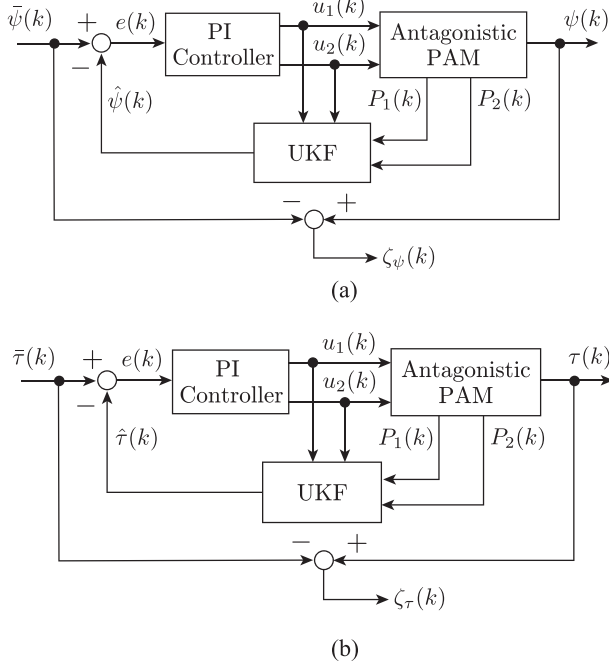 ψ̄(k) + e(k) PI Controller u₁(k) Antagonistic PAM ψ(k)
−
u₂(k)
ψ̂(k)
P₁(k) P₂(k)
UKF
− +
ζψ(k)
(a)
τ̄(k) + e(k) PI Controller u₁(k) Antagonistic PAM τ(k)
−
u₂(k)
τ̂(k)
P₁(k) P₂(k)
UKF
− +
ζτ(k)
(b)